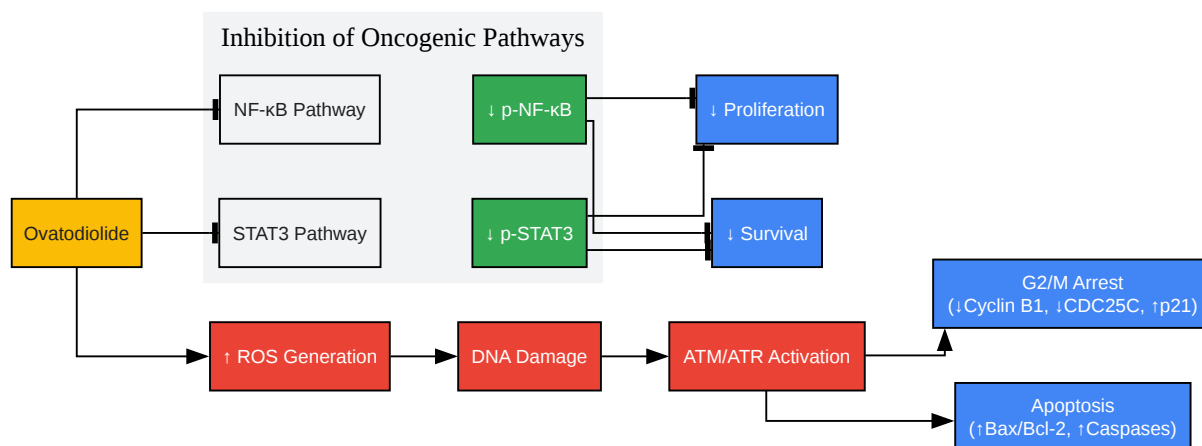 Inhibition of Oncogenic Pathways
NF-κB Pathway
↓ p-NF-κB
↓ Proliferation
Ovatodiolide
STAT3 Pathway
↓ p-STAT3
↓ Survival
G2/M Arrest
(↓Cyclin B1, ↓CDC25C, ↑p21)
↑ ROS Generation
DNA Damage
ATM/ATR Activation
Apoptosis
(↑Bax/Bcl-2, ↑Caspases)